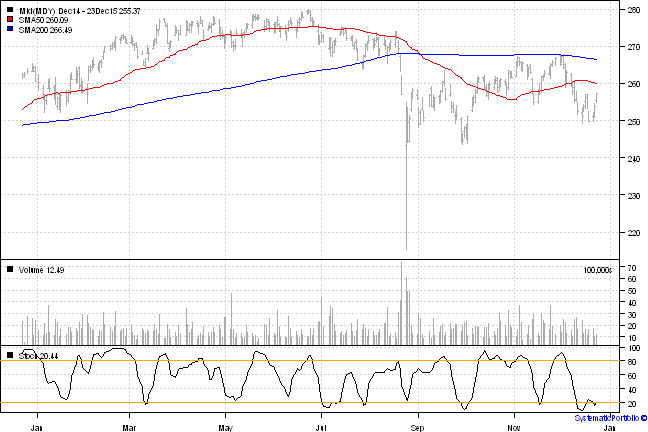 Mid(MDY) Dec14 - 23Dec15 255.37
SMA50 260.09
SMA200 266.49
280
270
260
250
240
230
220
Volume 12.49
100,000s
70
60
50
40
30
20
10
Stock 20.44
100
80
60
40
20
Jan Mar May Jul Sep Nov Jan
SystematicPortfolio ©